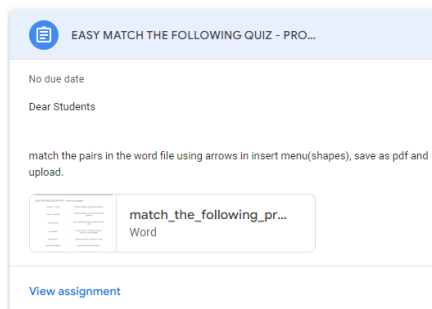 EASY MATCH THE FOLLOWING QUIZ - PRO...
No due date
Dear Students
match the pairs in the word file using arrows in insert menu(shapes), save as pdf and
upload.
match_the_following_pr...
Word
View assignment